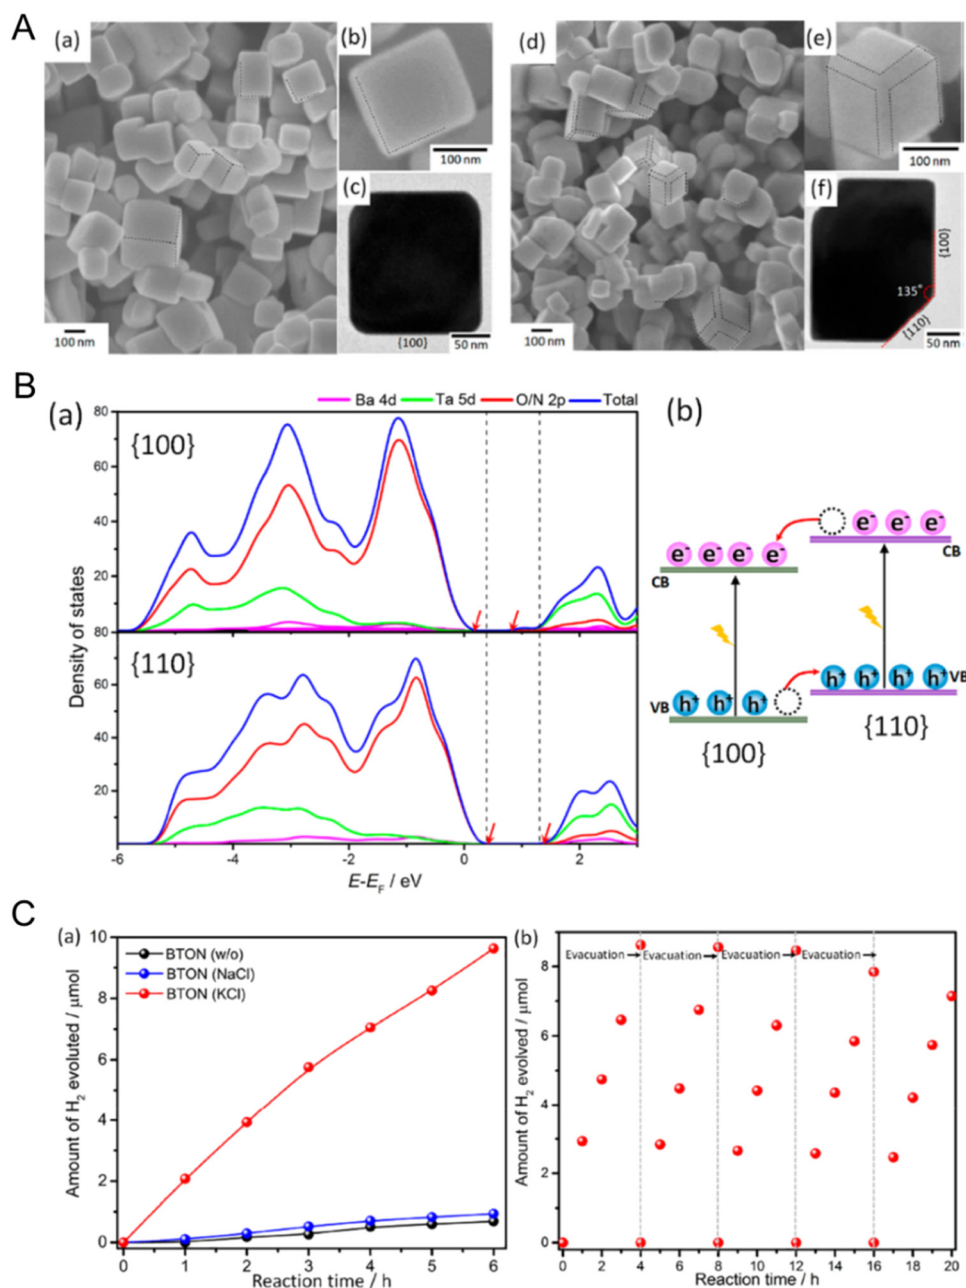 A
(a)
(b)
(d)
(e)
100 nm
100 nm
(c)
(f)
{100}
135°
{110}
100 nm
{100}
50 nm
100 nm
50 nm
B
(a)
Ba 4d
Ta 5d
O/N 2p
Total
(b)
{100}
80
60
40
20
Density of states
80
{110}
60
40
20
-6
-4
-2
0
2
E-E_F / eV
e⁻ e⁻ e⁻ e⁻
e⁻ e⁻ e⁻
CB
CB
h⁺ h⁺ h⁺
h⁺ h⁺ h⁺ h⁺
VB
VB
{100}
{110}
C
(a)
BTON (w/o)
BTON (NaCl)
BTON (KCl)
10
8
6
4
2
0
Amount of H₂ evoluted / μmol
0
1
2
3
4
5
6
Reaction time / h
(b)
Evacuation
Evacuation
Evacuation
Evacuation
8
6
4
2
0
Amount of H₂ evolved / μmol
0
2
4
6
8
10
12
14
16
18
20
Reaction time / h